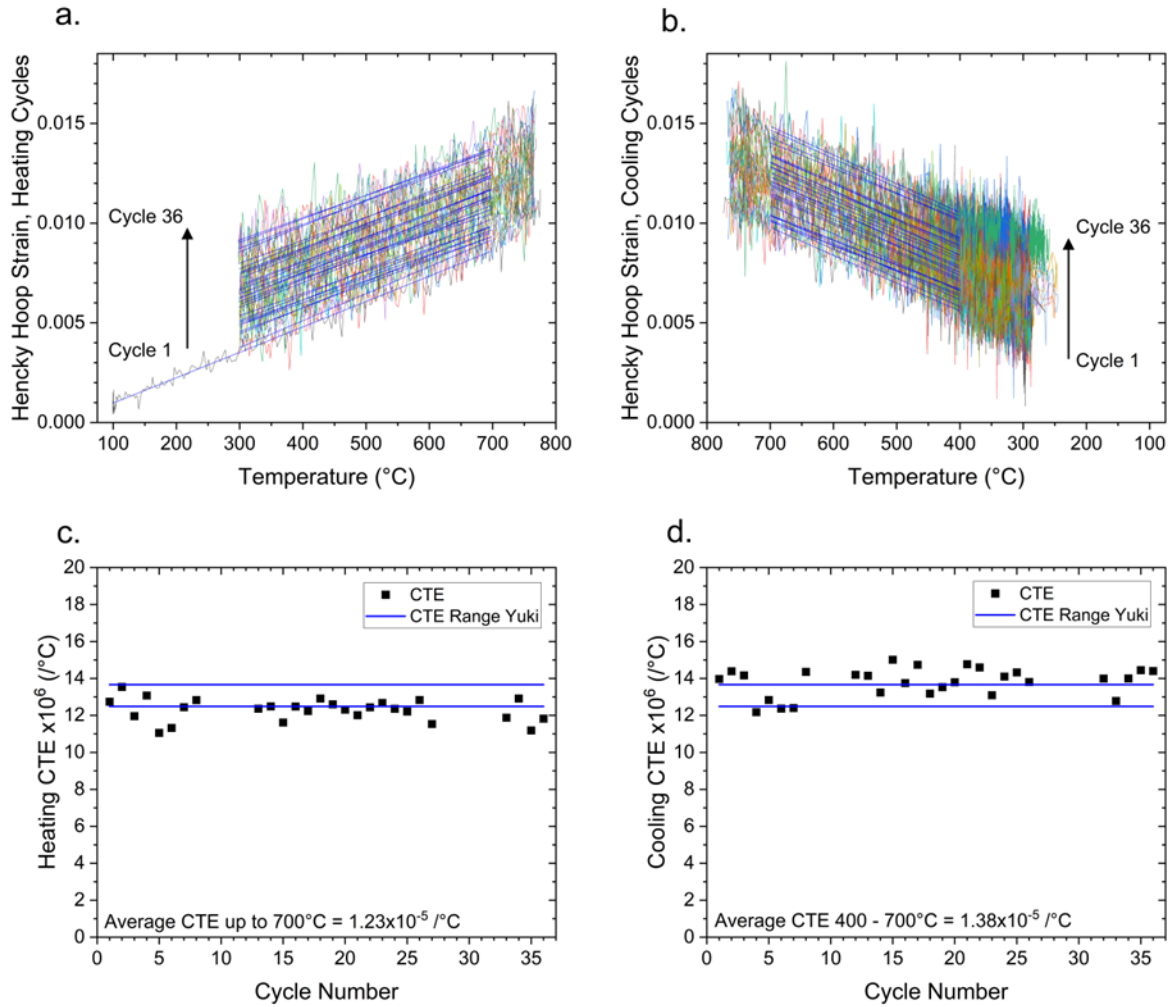 a.
Hencky Hoop Strain, Heating Cycles
0.015
0.010
0.005
0.000
Cycle 36
Cycle 1
100 200 300 400 500 600 700 800
Temperature (°C)
b.
Hencky Hoop Strain, Cooling Cycles
0.015
0.010
0.005
0.000
Cycle 36
Cycle 1
800 700 600 500 400 300 200 100
Temperature (°C)
c.
Heating CTE x10⁶ (/°C)
20
18
16
14
12
10
8
6
4
2
0
CTE
CTE Range Yuki
Average CTE up to 700°C = 1.23x10⁻⁵ /°C
0 5 10 15 20 25 30 35
Cycle Number
d.
Cooling CTE x10⁶ (/°C)
20
18
16
14
12
10
8
6
4
2
0
CTE
CTE Range Yuki
Average CTE 400 - 700°C = 1.38x10⁻⁵ /°C
0 5 10 15 20 25 30 35
Cycle Number